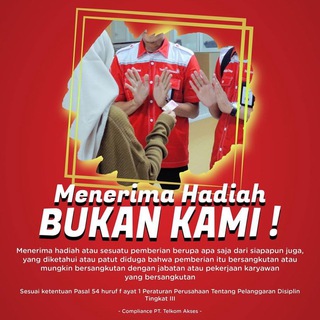 Menerima Hadiah
BUKAN KAMI !
Menerima hadiah atau sesuatu pemberian berupa apa saja dari siapapun juga,
yang diketahui atau patut diduga bahwa pemberian itu bersangkutan atau
mungkin bersangkutan dengan jabatan atau pekerjaan karyawan
yang bersangkutan
Sesuai ketentuan Pasal 54 huruf f ayat 1 Peraturan Perusahaan Tentang Pelanggaran Disiplin
Tingkat III
- Compliance PT. Telkom Akses -